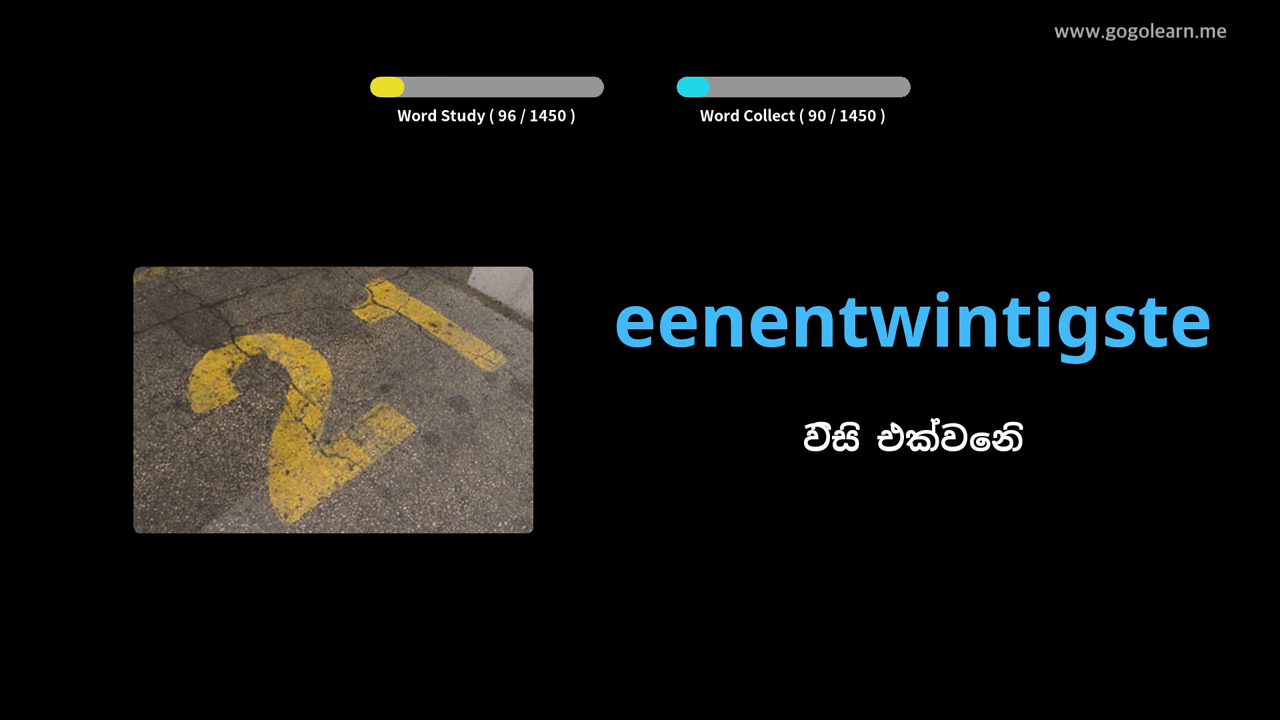 www.gogolearn.me
Word Study ( 96 / 1450 )
Word Collect ( 90 / 1450 )
21
eenentwintigste
විසි එක්වෙනි